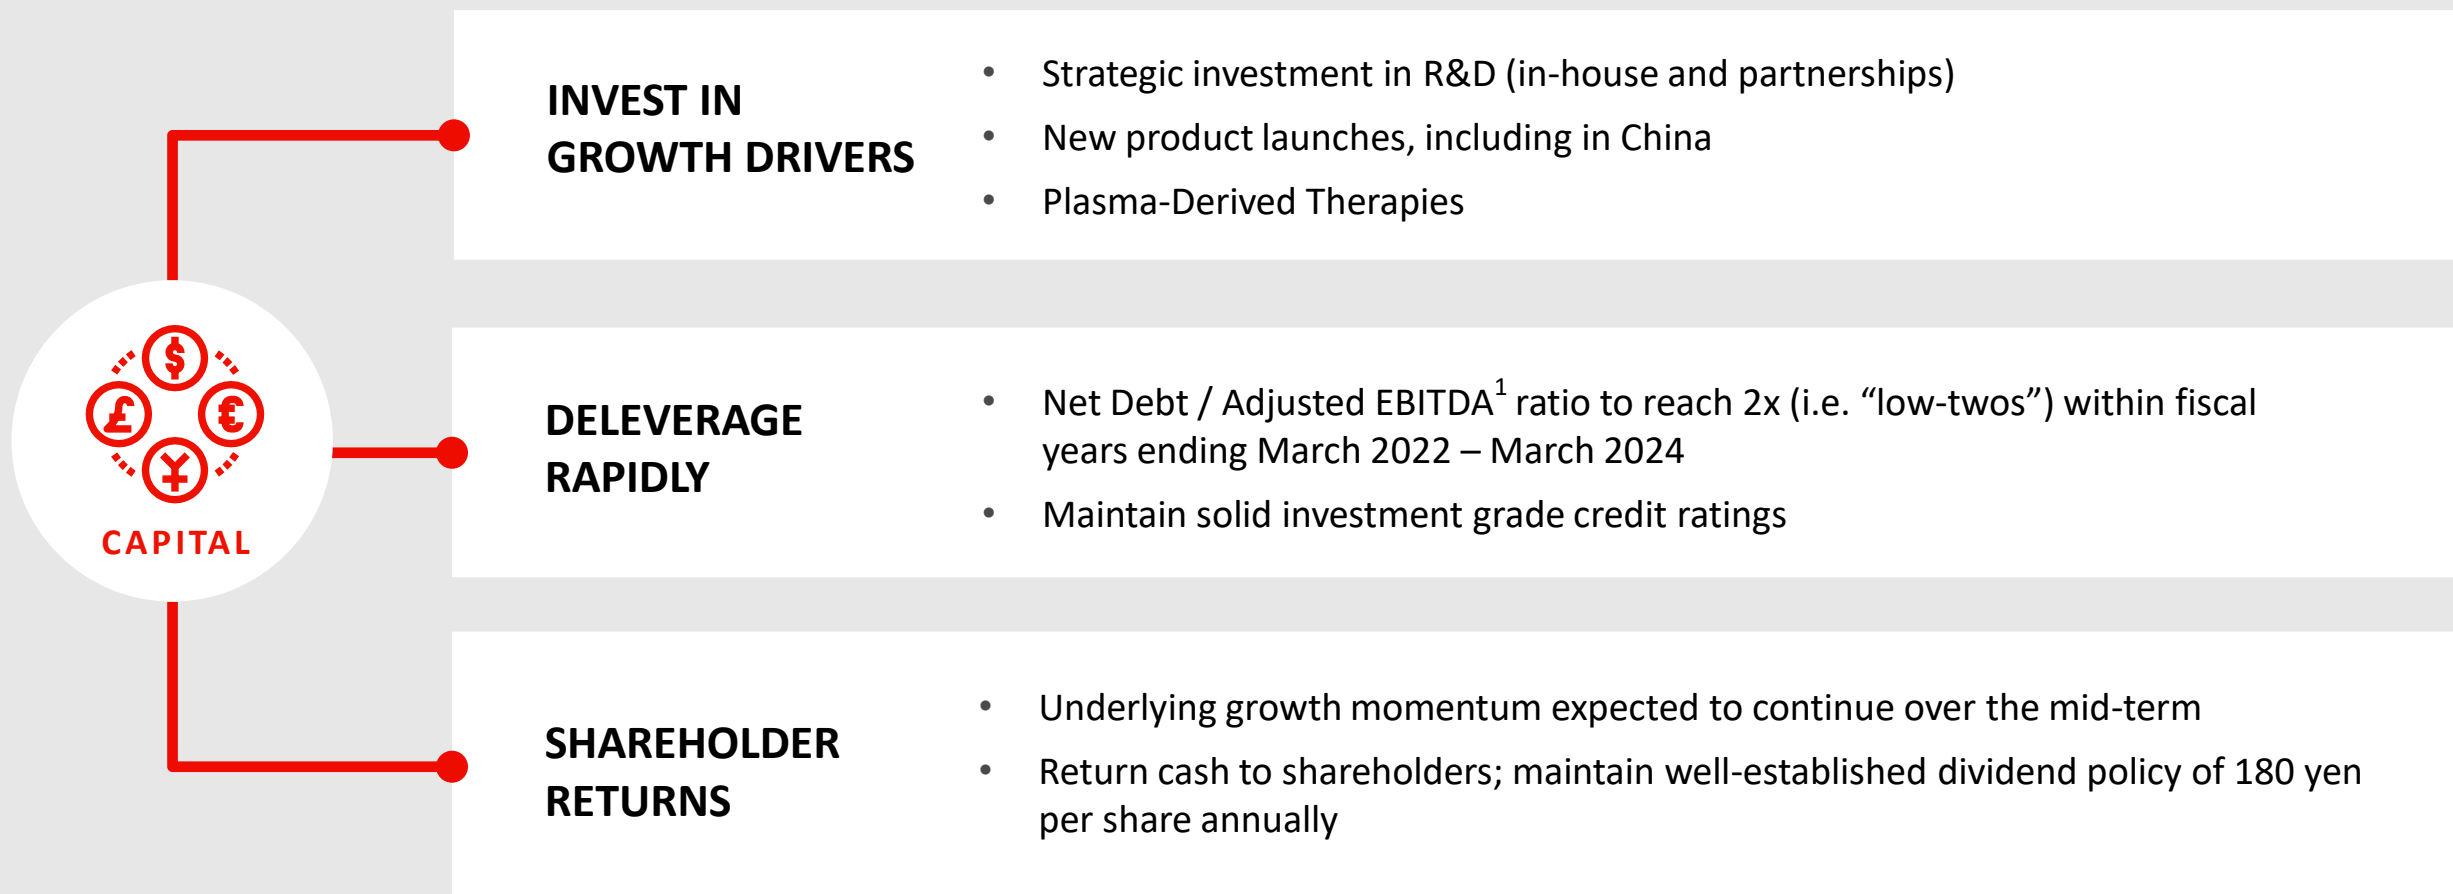 INVEST IN
GROWTH DRIVERS
• Strategic investment in R&D (in-house and partnerships)
• New product launches, including in China
• Plasma-Derived Therapies
$
£
€
¥
CAPITAL
DELEVERAGE
RAPIDLY
• Net Debt / Adjusted EBITDA¹ ratio to reach 2x (i.e. “low-twos”) within fiscal
years ending March 2022 – March 2024
• Maintain solid investment grade credit ratings
SHAREHOLDER
RETURNS
• Underlying growth momentum expected to continue over the mid-term
• Return cash to shareholders; maintain well-established dividend policy of 180 yen
per share annually